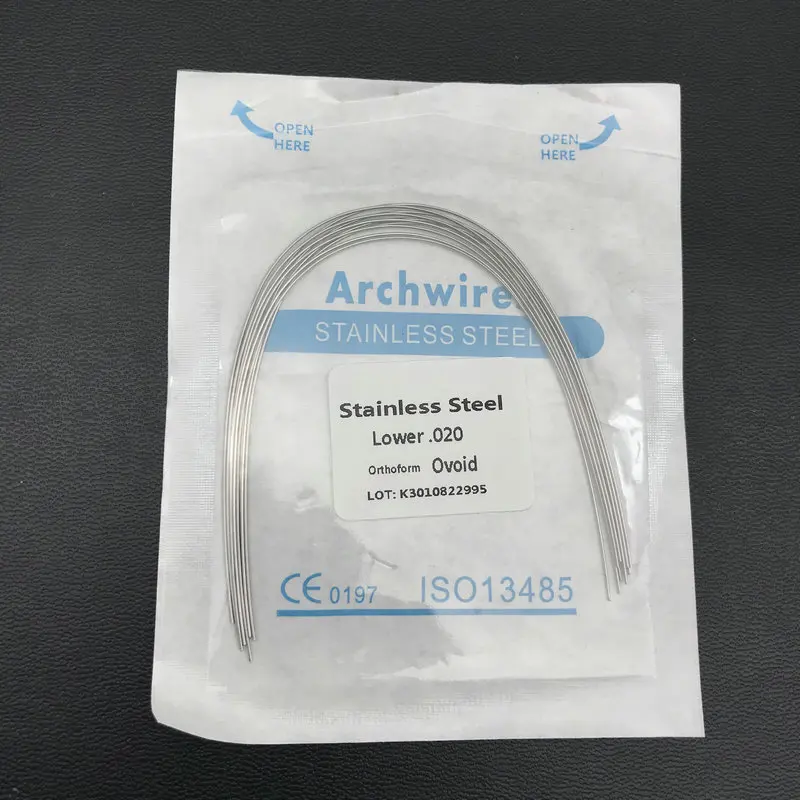 OPEN
HERE
OPEN
HERE
Archwire
STAINLESS STEEL
Stainless Steel
Lower .020
Orthoform Ovoid
LOT: K3010822995
CE 0197 ISO13485